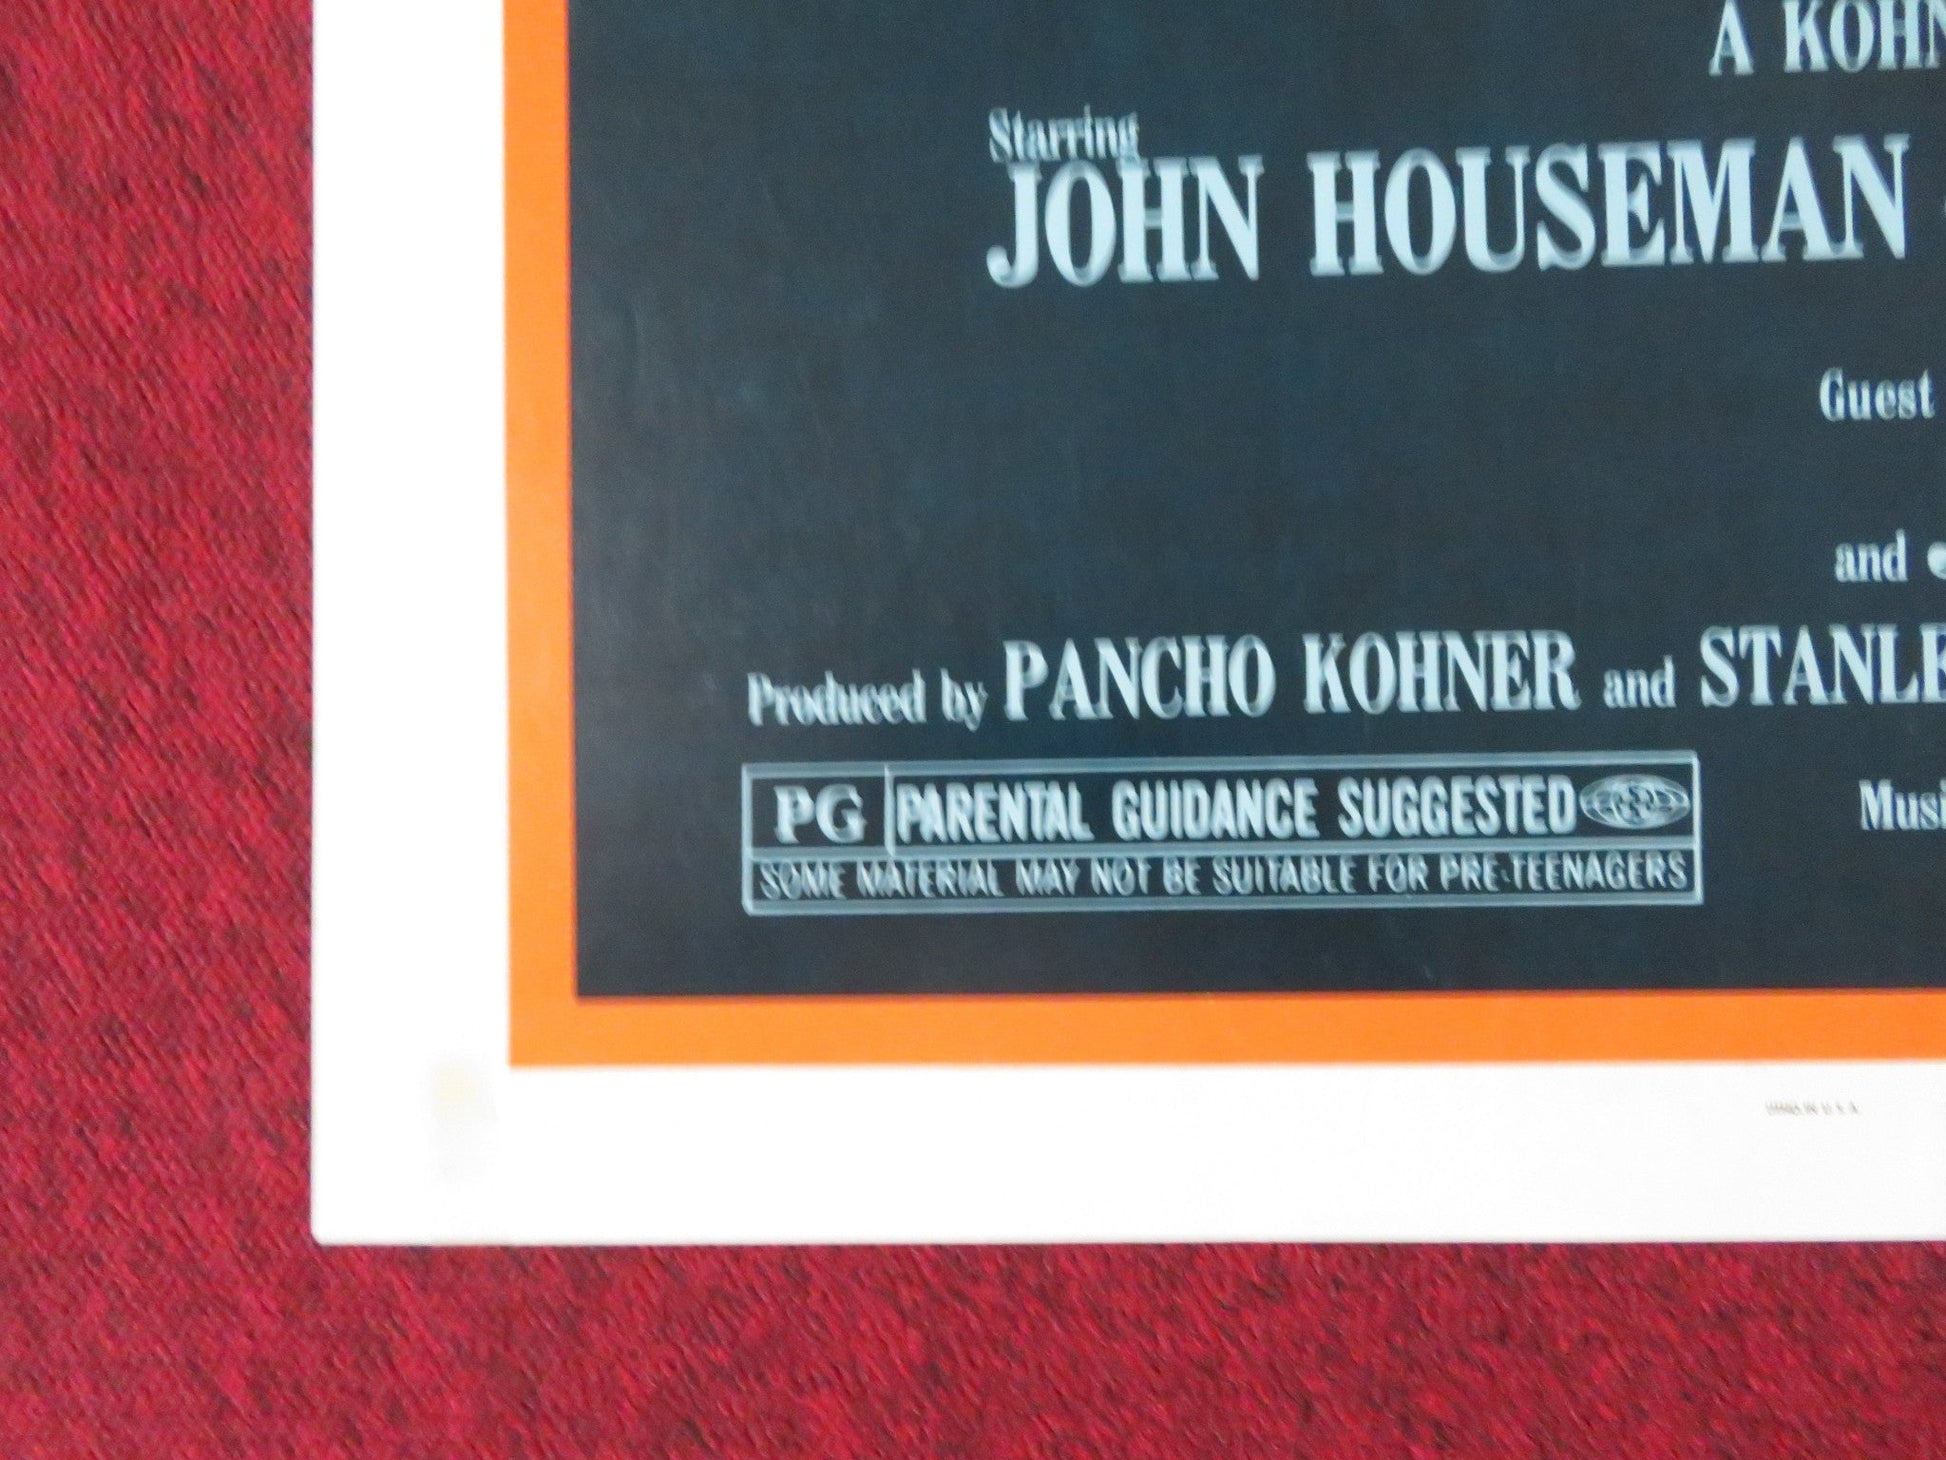 A KOHN
Starring
JOHN HOUSEMAN
Guest
and
Produced by PANCHO KOHNER and STANLE
Musi
PG PARENTAL GUIDANCE SUGGESTED
SOME MATERIAL MAY NOT BE SUITABLE FOR PRE-TEENAGERS